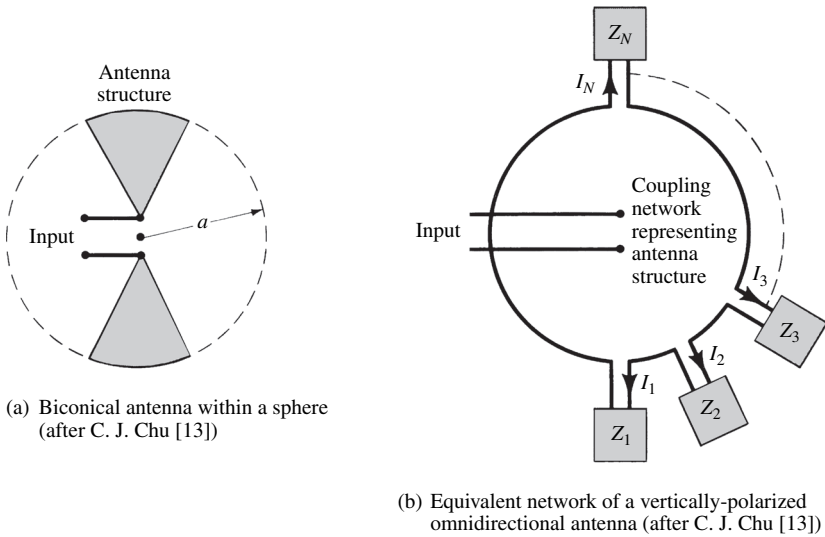 Antenna
structure
Input
a
(a) Biconical antenna within a sphere
(after C. J. Chu [13])
Z_N
I_N
Coupling
network
representing
antenna
structure
Input
I_3
Z_3
I_2
Z_2
I_1
Z_1
(b) Equivalent network of a vertically-polarized
omnidirectional antenna (after C. J. Chu [13])